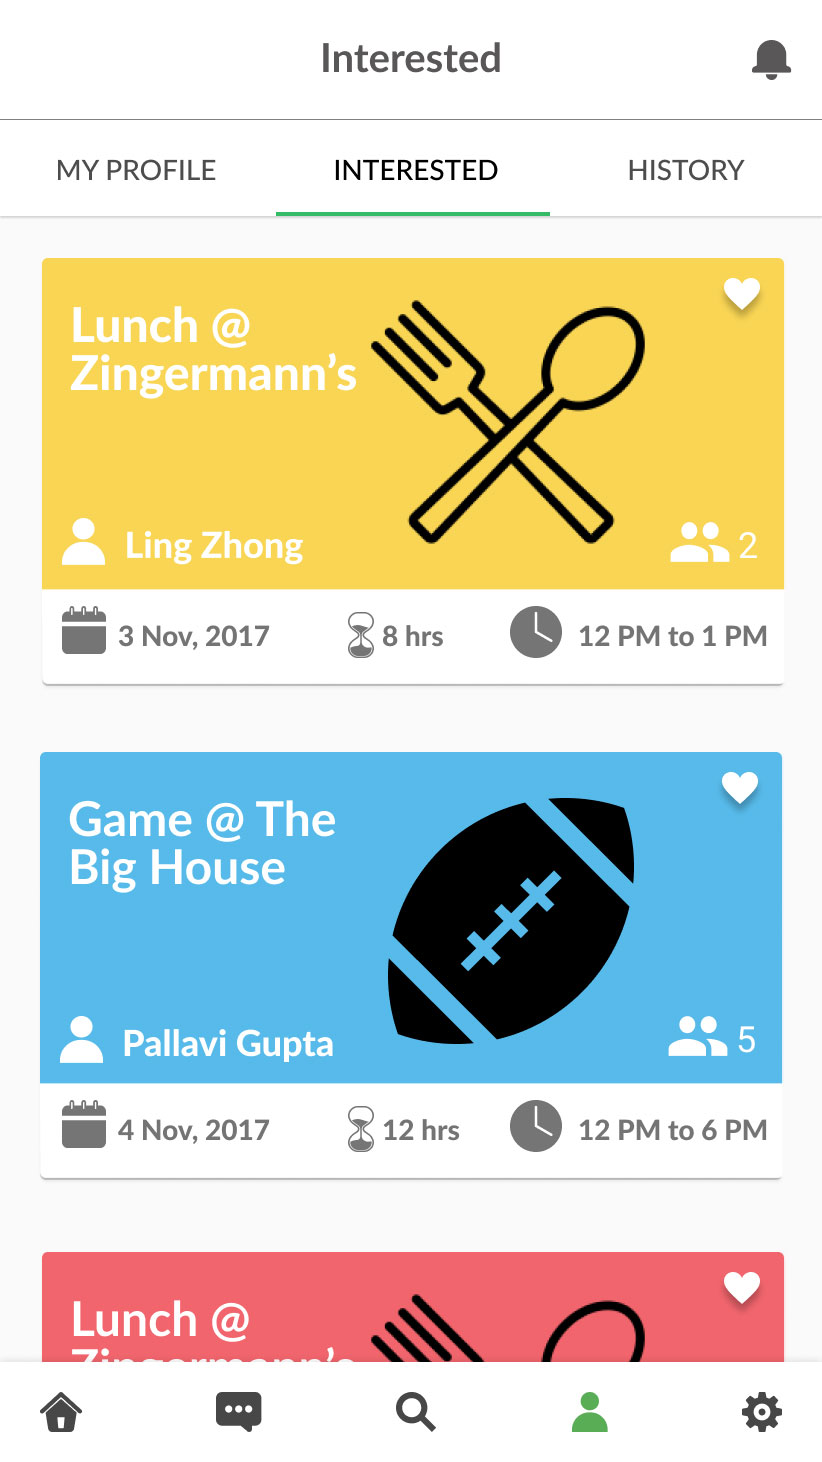 Interested
MY PROFILE INTERESTED HISTORY
Lunch @
Zingermann's
Ling Zhong 2
3 Nov, 2017 8 hrs 12 PM to 1 PM
Game @ The
Big House
Pallavi Gupta 5
4 Nov, 2017 12 hrs 12 PM to 6 PM
Lunch @
Zingermann's